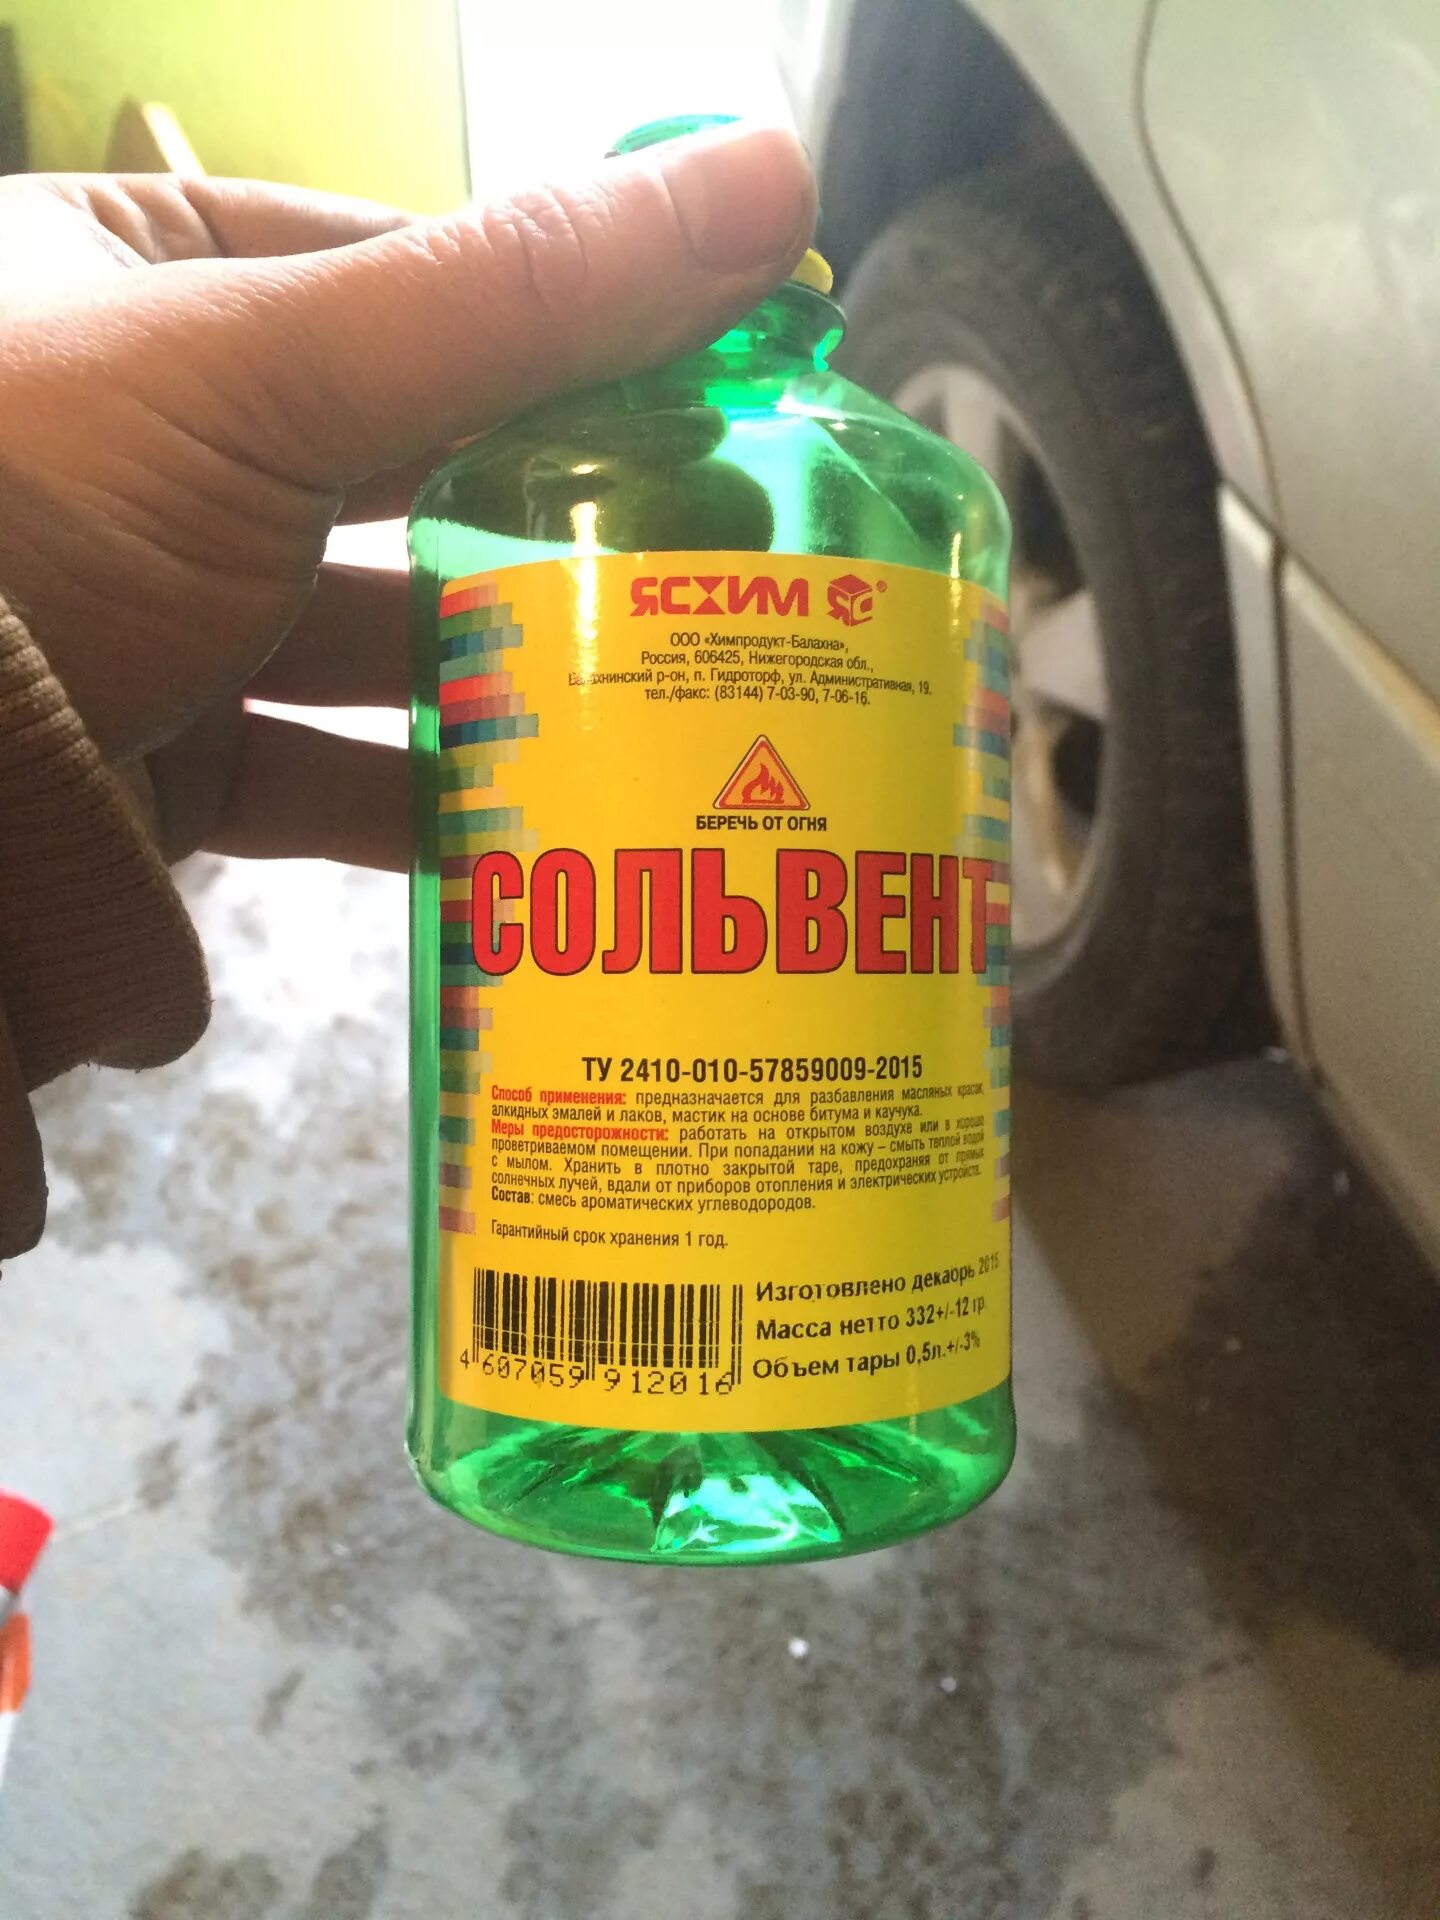 ЯСХИМ ®
ООО «Химпродукт-Балахна»,
Россия, 606425, Нижегородская обл.,
Балахнинский р-он, п. Гидроторф, ул. Административная, 19.
тел./факс: (83144) 7-03-90, 7-06-16.
БЕРЕЧЬ ОТ ОГНЯ
СОЛЬВЕНТ
ТУ 2410-010-57859009-2015
Способ применения: предназначается для разбавления масляных красок,
алкидных эмалей и лаков, мастик на основе битума и каучука.
Меры предосторожности: работать на открытом воздухе или в хорошо
проветриваемом помещении. При попадании на кожу – смыть теплой водой
с мылом. Хранить в плотно закрытой таре, предохраняя от прямых
солнечных лучей, вдали от приборов отопления и электрических устройств.
Состав: смесь ароматических углеводородов.
Гарантийный срок хранения 1 год.
Изготовлено декабрь 2015
Масса нетто 332+/-12 гр.
Объем тары 0,5л.+/-3%
4 607059 912016